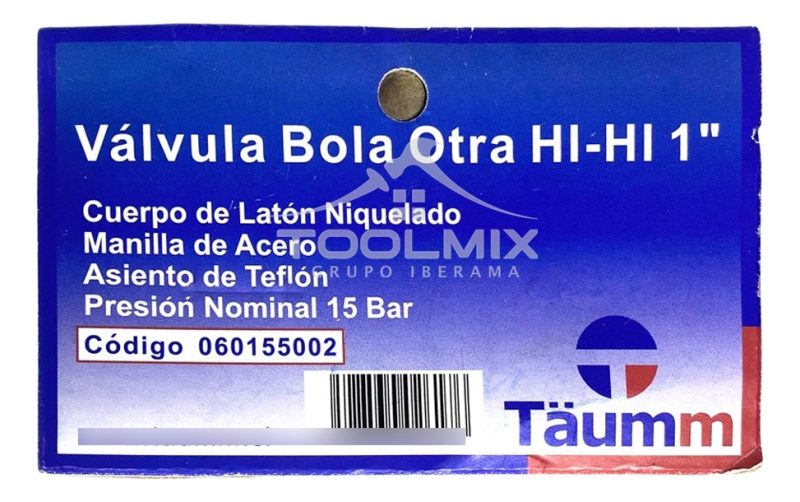 Válvula Bola Otra HI-HI 1"
Cuerpo de Latón Niquelado
Manilla de Acero
Asiento de Teflón
Presión Nominal 15 Bar
Código 060155002
TOOLMIX
GRUPO IBERAMA
Täumm